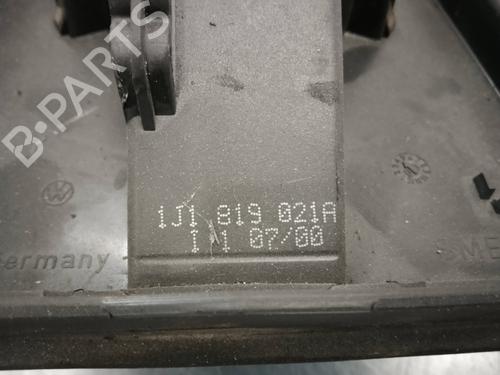 B-PARTS
1J1 819 021A
1 1 07/00
Germany